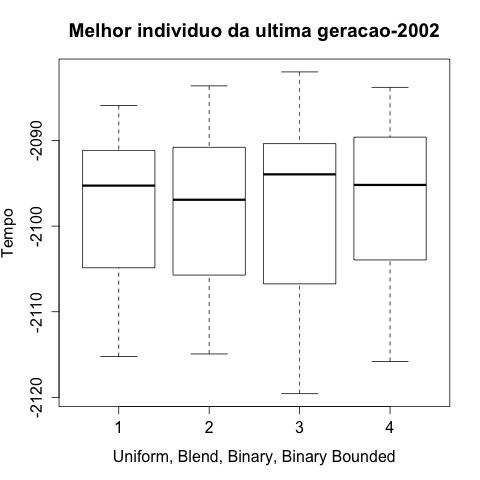 Melhor individuo da ultima geracao-2002
Tempo
-2090
-2100
-2110
-2120
1 2 3 4
Uniform, Blend, Binary, Binary Bounded